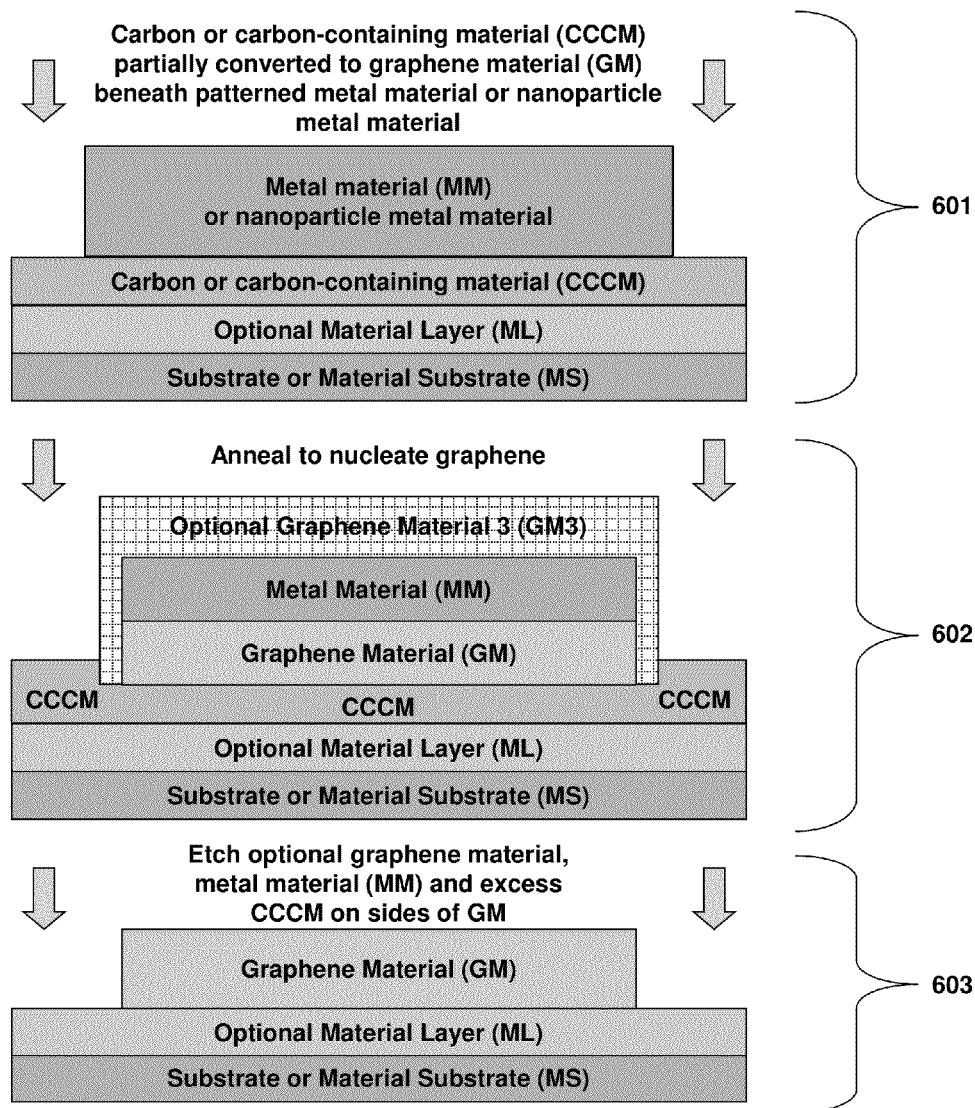 Carbon or carbon-containing material (CCCM)
partially converted to graphene material (GM)
beneath patterned metal material or nanoparticle
metal material
Metal material (MM)
or nanoparticle metal material
601
Carbon or carbon-containing material (CCCM)
Optional Material Layer (ML)
Substrate or Material Substrate (MS)
Anneal to nucleate graphene
Optional Graphene Material 3 (GM3)
Metal Material (MM)
602
Graphene Material (GM)
CCCM
CCCM
CCCM
Optional Material Layer (ML)
Substrate or Material Substrate (MS)
Etch optional graphene material,
metal material (MM) and excess
CCCM on sides of GM
Graphene Material (GM)
603
Optional Material Layer (ML)
Substrate or Material Substrate (MS)